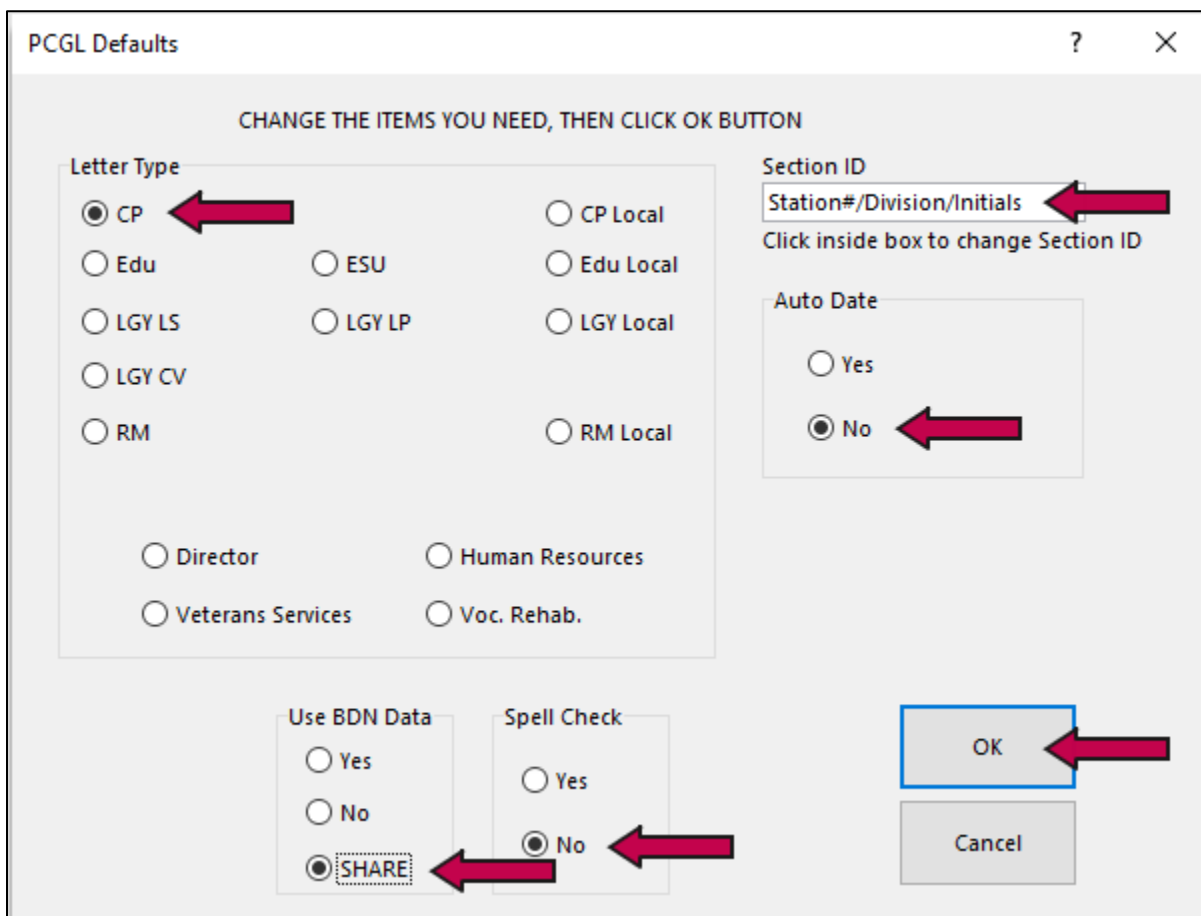 PCGL Defaults
?
CHANGE THE ITEMS YOU NEED, THEN CLICK OK BUTTON
Letter Type
CP
CP Local
Edu
ESU
Edu Local
LGY LS
LGY LP
LGY Local
LGY CV
RM
RM Local
Director
Human Resources
Veterans Services
Voc. Rehab.
Section ID
Station#/Division/Initials
Click inside box to change Section ID
Auto Date
Yes
No
Use BDN Data
Yes
No
SHARE
Spell Check
Yes
No
OK
Cancel